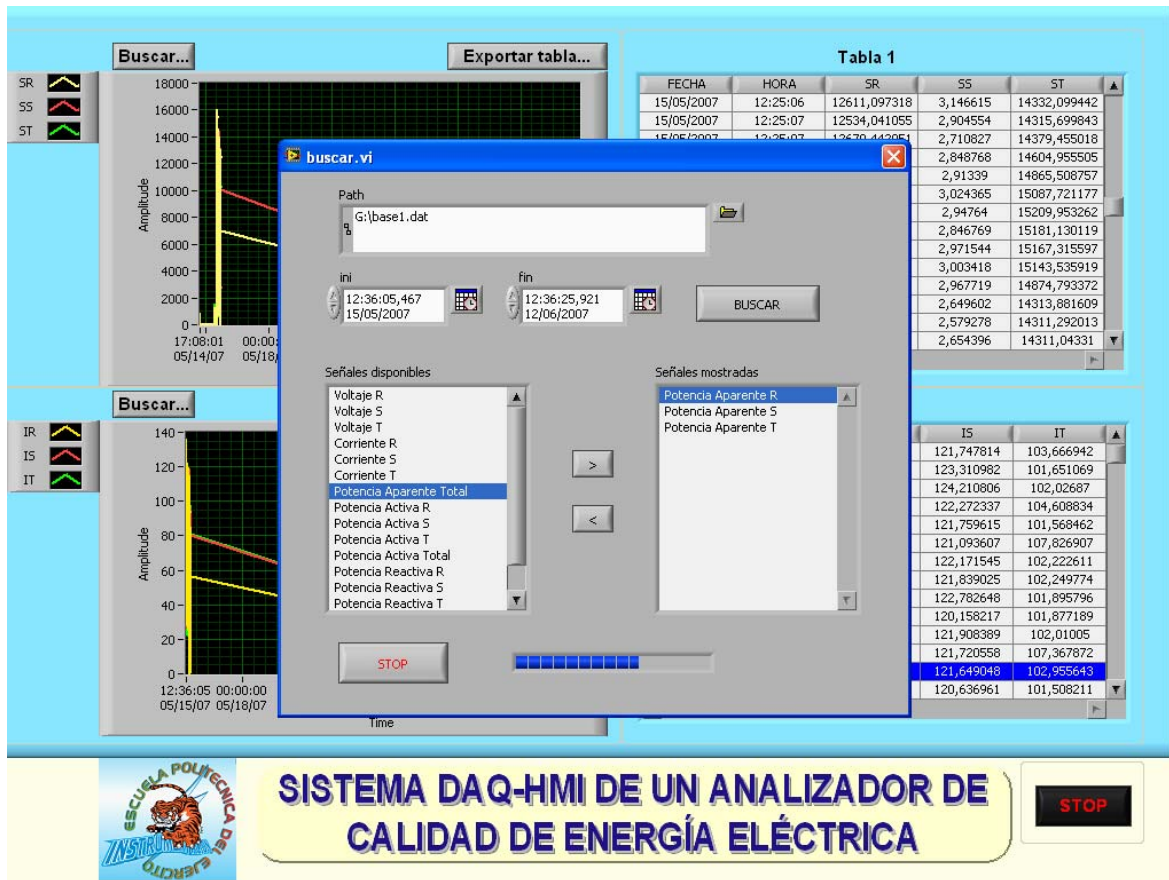 Buscar...
Exportar tabla...
SR
SS
ST
18000
16000
14000
12000
10000
8000
6000
4000
2000
0
Amplitude
17:08:01 00:00:
05/14/07 05/18/
Tabla 1
FECHA HORA SR SS ST
15/05/2007 12:25:06 12611,097318 3,146615 14332,099442
15/05/2007 12:25:07 12534,041055 2,904554 14315,699843
15/05/2007 12:25:07 12670,442951 2,710827 14379,455018
2,848768 14604,955505
2,91339 14865,508757
3,024365 15087,721177
2,94764 15209,953262
2,846769 15181,130119
2,971544 15167,315597
3,003418 15143,535919
2,967719 14874,793372
2,649602 14313,881609
2,579278 14311,292013
2,654396 14311,04331
buscar.vi
Path
G:\base1.dat
ini
12:36:05,467
15/05/2007
fin
12:36:25,921
12/06/2007
BUSCAR
Señales disponibles
Voltaje R
Voltaje S
Voltaje T
Corriente R
Corriente S
Corriente T
Potencia Aparente Total
Potencia Activa R
Potencia Activa S
Potencia Activa T
Potencia Activa Total
Potencia Reactiva R
Potencia Reactiva S
Potencia Reactiva T
>
<
Señales mostradas
Potencia Aparente R
Potencia Aparente S
Potencia Aparente T
STOP
Buscar...
IR
IS
IT
140
120
100
80
60
40
20
0
Amplitude
12:36:05 00:00:00
05/15/07 05/18/07
Time
IS IT
121,747814 103,666942
123,310982 101,651069
124,210806 102,02687
122,272337 104,608834
121,759615 101,568462
121,093607 107,826907
122,171545 102,222611
121,839025 102,249774
122,782648 101,895796
120,158217 101,877189
121,908389 102,01005
121,720558 107,367872
121,649048 102,955643
120,636961 101,508211
ESCUELA POLITECNICA DEL EJERCITO
SISTEMA DAQ-HMI DE UN ANALIZADOR DE
CALIDAD DE ENERGÍA ELÉCTRICA
STOP